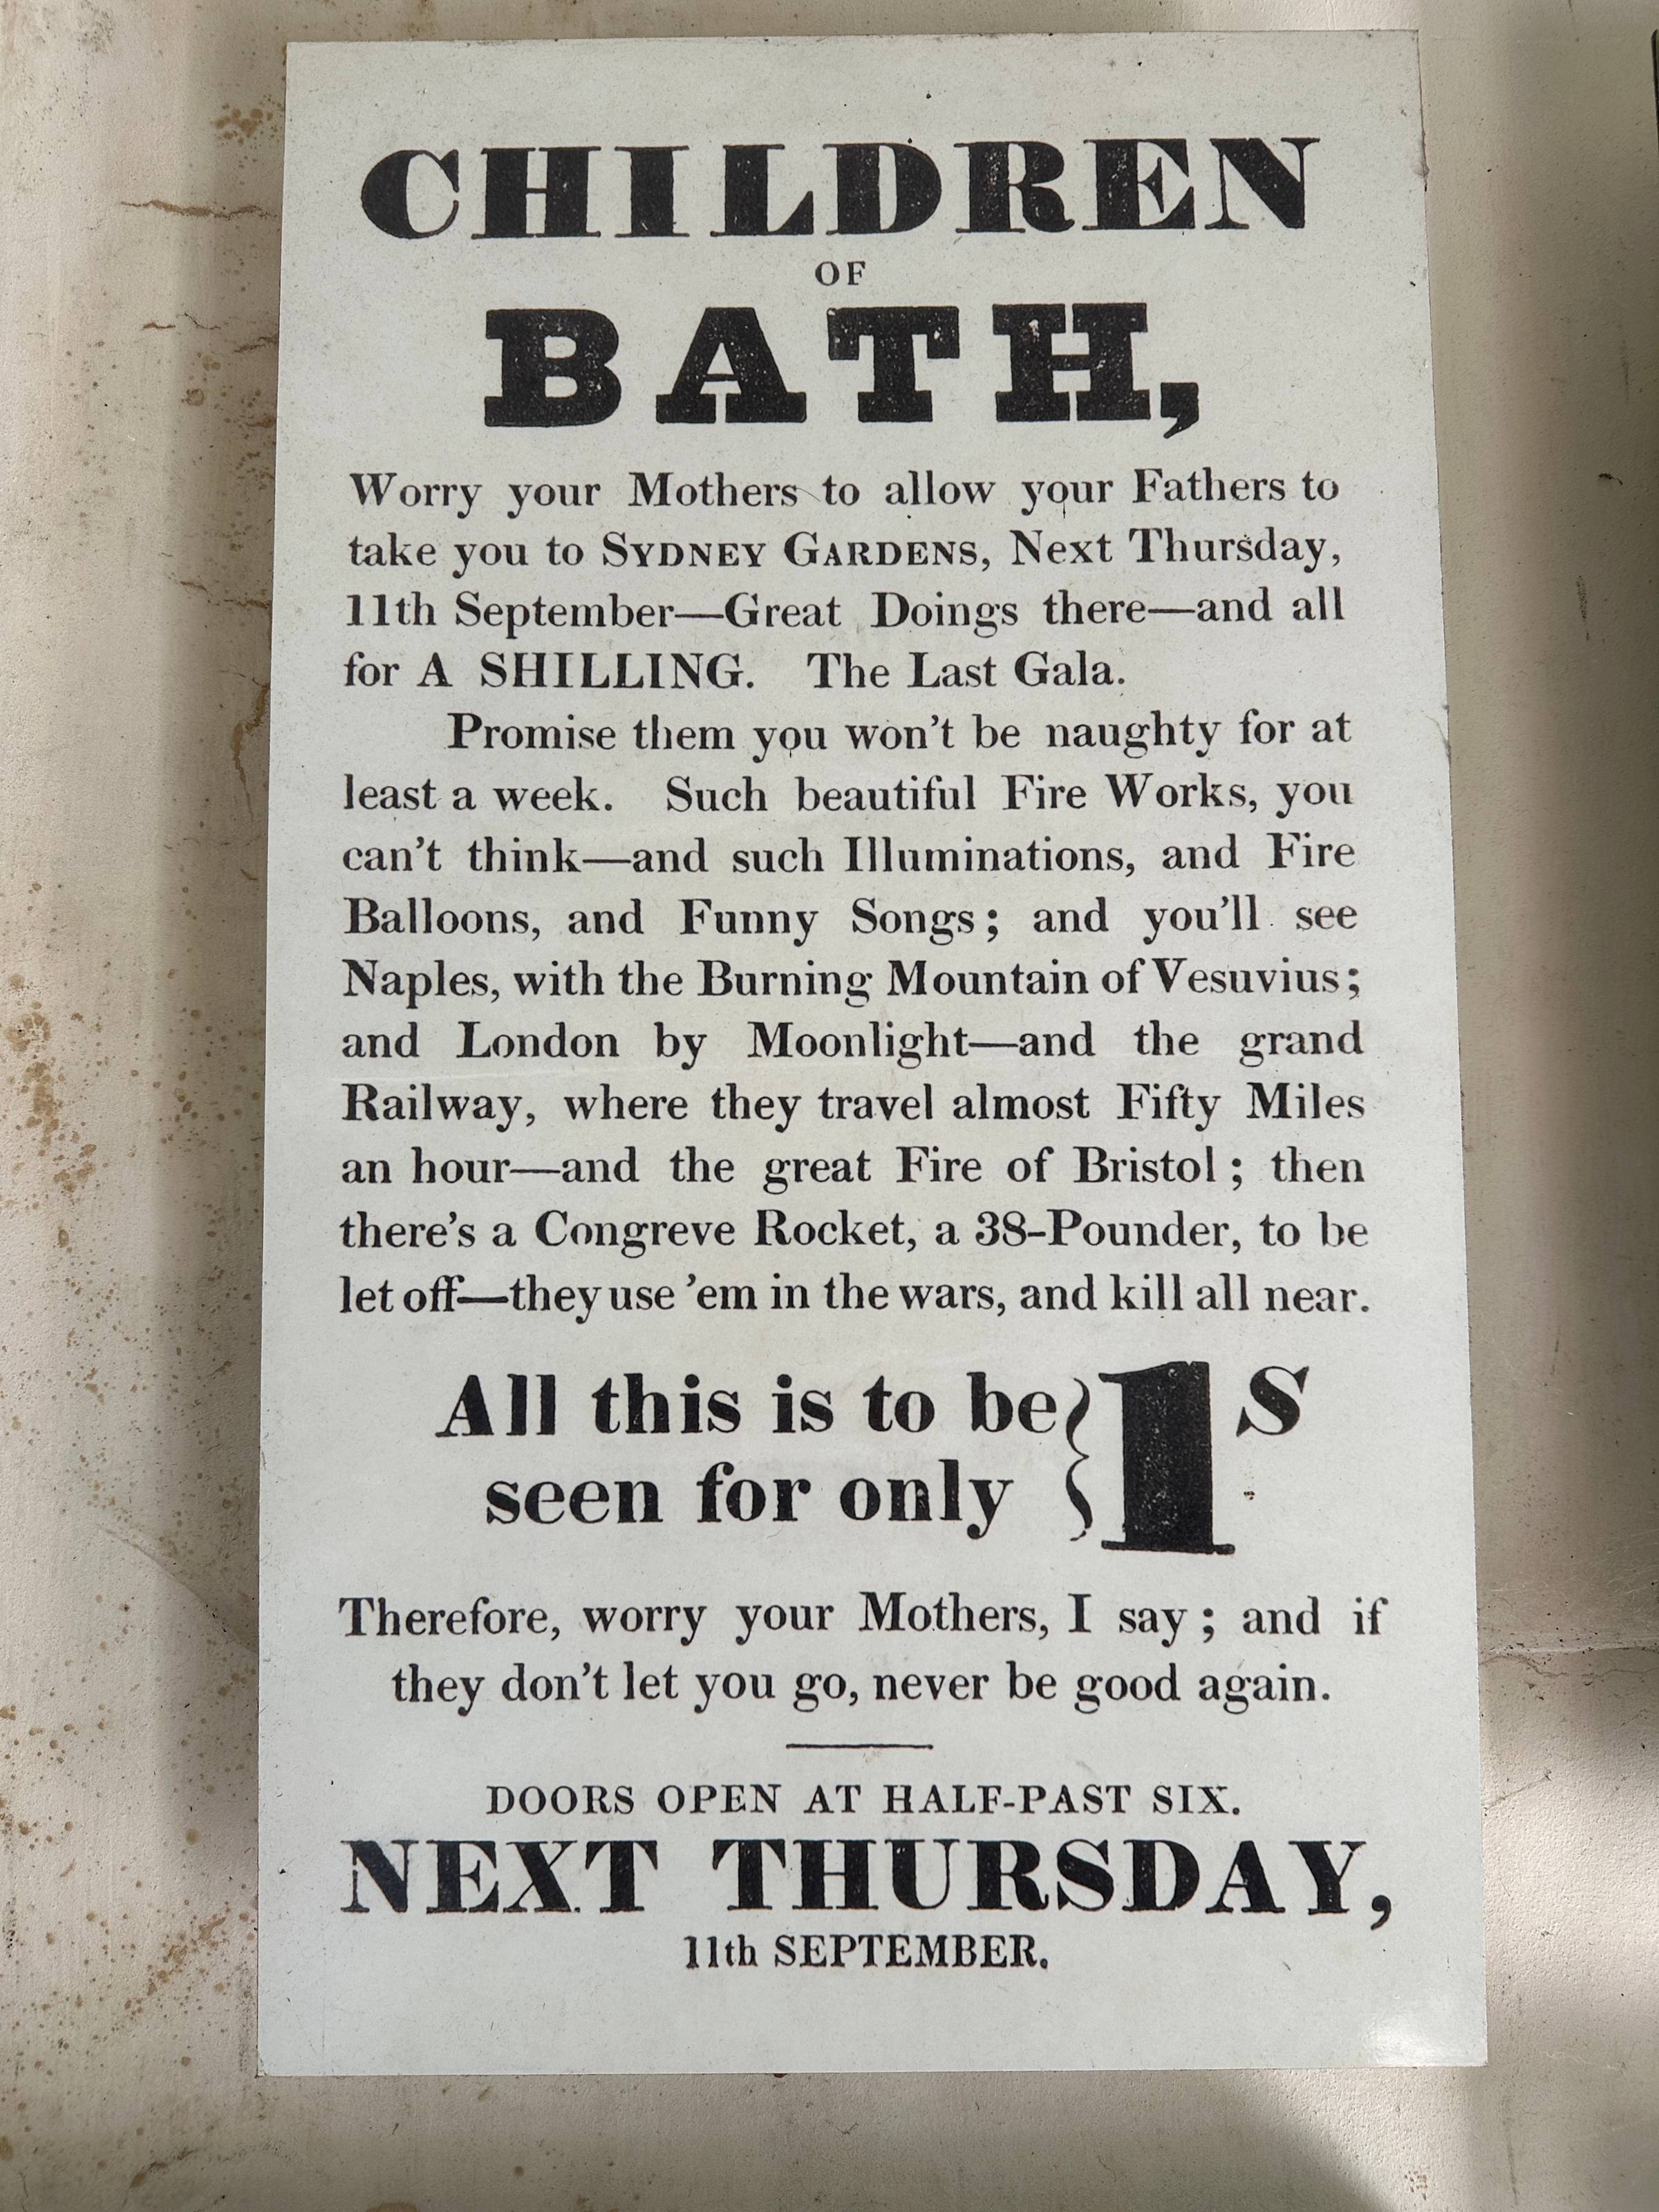 CHILDREN
OF
BATH,
Worry your Mothers to allow your Fathers to
take you to SYDNEY GARDENS, Next Thursday,
11th September—Great Doings there—and all
for A SHILLING. The Last Gala.
Promise them you won't be naughty for at
least a week. Such beautiful Fire Works, you
can't think—and such Illuminations, and Fire
Balloons, and Funny Songs; and you'll see
Naples, with the Burning Mountain of Vesuvius;
and London by Moonlight—and the grand
Railway, where they travel almost Fifty Miles
an hour—and the great Fire of Bristol; then
there's a Congreve Rocket, a 38-Pounder, to be
let off—they use 'em in the wars, and kill all near.
All this is to be
seen for only
1s
Therefore, worry your Mothers, I say; and if
they don't let you go, never be good again.
DOORS OPEN AT HALF-PAST SIX.
NEXT THURSDAY,
11th SEPTEMBER.